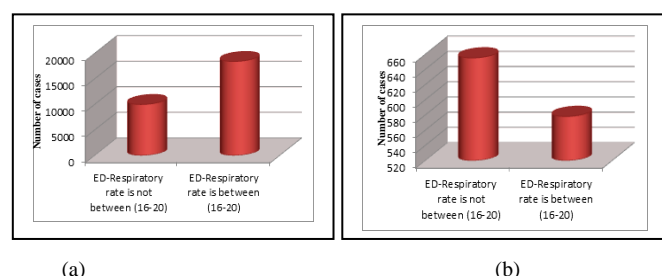 Number of cases
20000
15000
10000
5000
0
ED-Respiratory
rate is not
between (16-20)
ED-Respiratory
rate is between
(16-20)
(a)
Number of cases
660
640
620
600
580
560
540
520
ED-Respiratory
rate is not
between (16-20)
ED-Respiratory
rate is between
(16-20)
(b)